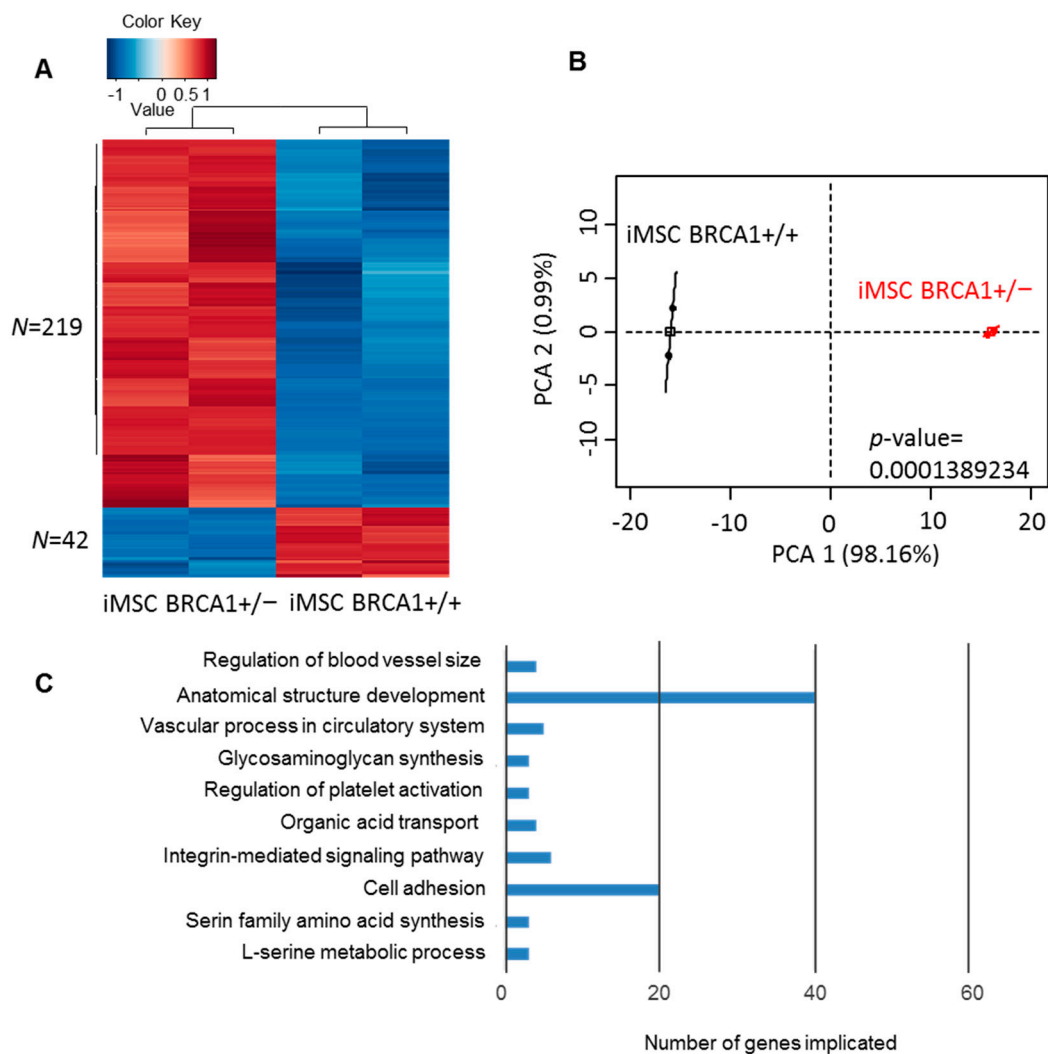 Color Key
A
-1 0 0.5 1
Value
N=219
N=42
iMSC BRCA1+/− iMSC BRCA1+/+
B
iMSC BRCA1+/+
iMSC BRCA1+/−
p-value=
0.0001389234
PCA 2 (0.99%)
10
5
0
-5
-10
-20 -10 0 10 20
PCA 1 (98.16%)
C
Regulation of blood vessel size
Anatomical structure development
Vascular process in circulatory system
Glycosaminoglycan synthesis
Regulation of platelet activation
Organic acid transport
Integrin-mediated signaling pathway
Cell adhesion
Serin family amino acid synthesis
L-serine metabolic process
0 20 40 60
Number of genes implicated